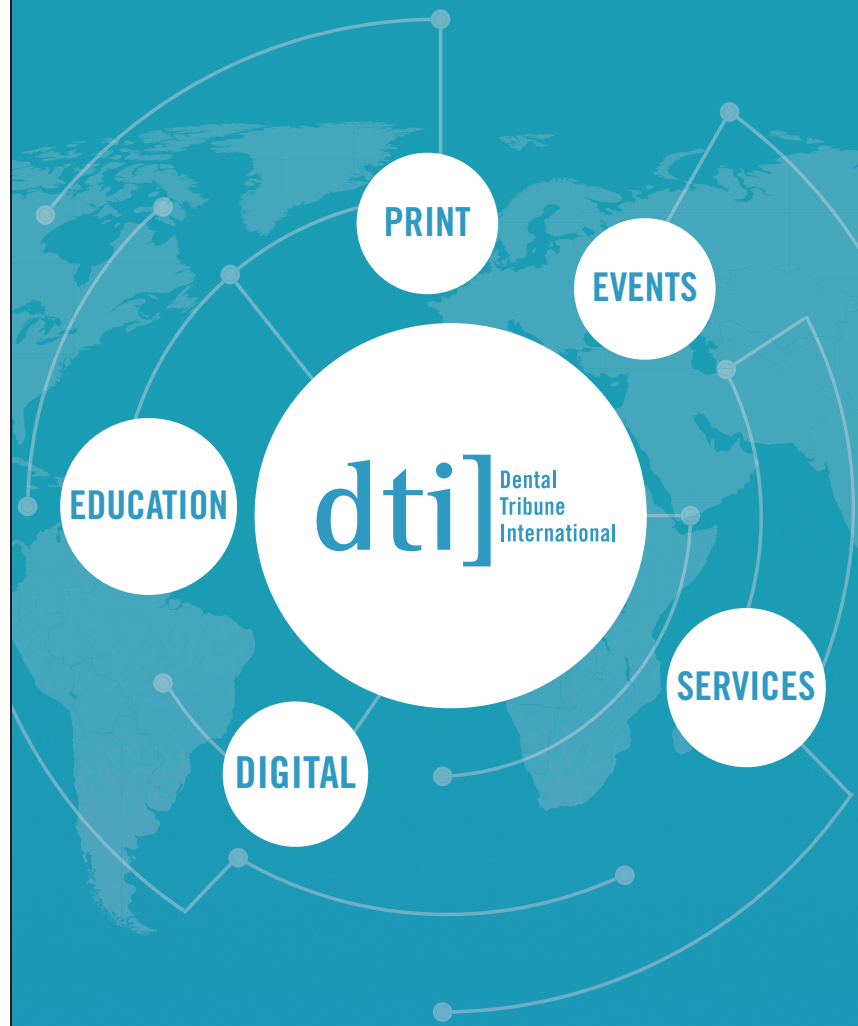 PRINT
EVENTS
dti]
Dental
Tribune
International
EDUCATION
SERVICES
DIGITAL